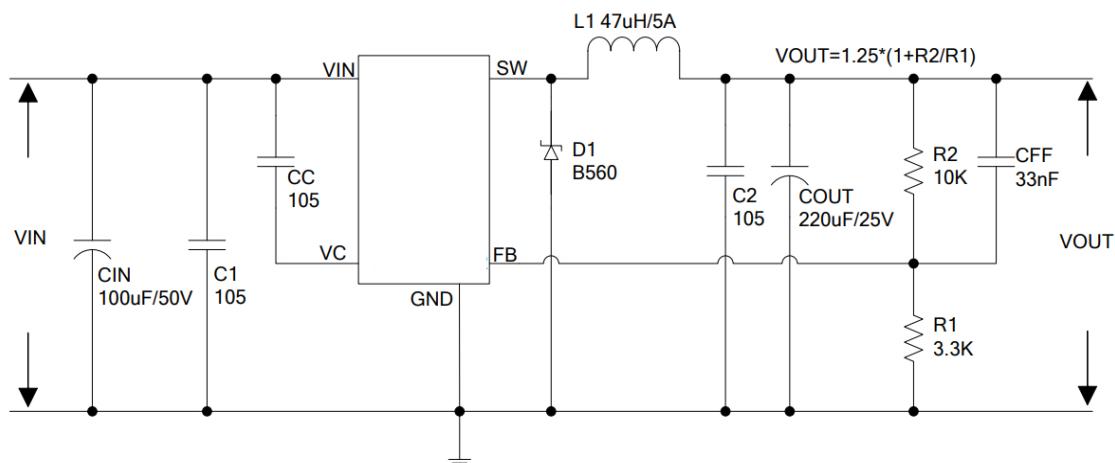 L1 47uH/5A
VOUT=1.25*(1+R2/R1)
VIN
SW
D1
B560
R2
10K
CFF
33nF
CC
105
C2
105
COUT
220uF/25V
VIN
VC
FB
VOUT
CIN
100uF/50V
C1
105
GND
R1
3.3K